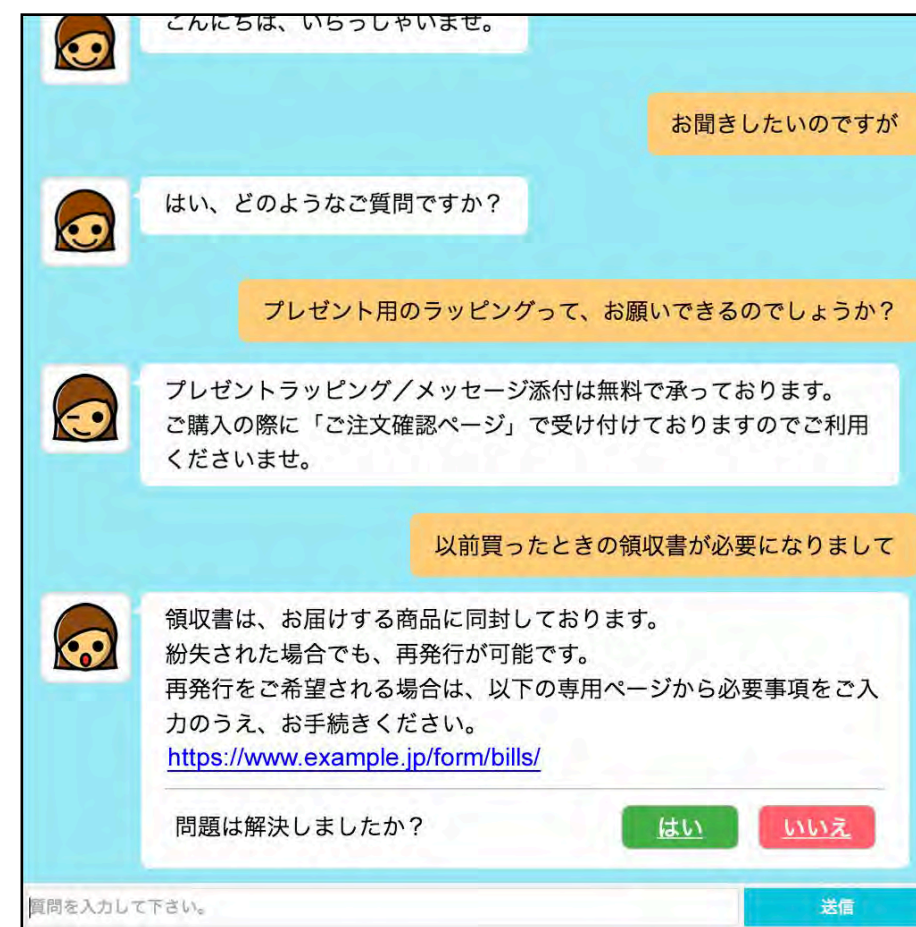 こんにちは、いらっしゃいませ。
お聞きしたいのですが
はい、どのようなご質問ですか？
プレゼント用のラッピングって、お願いできるのでしょうか？
プレゼントラッピング／メッセージ添付は無料で承っております。
ご購入の際に「ご注文確認ページ」で受け付けておりますのでご利用
くださいませ。
以前買ったときの領収書が必要になりまして
領収書は、お届けする商品に同封しております。
紛失された場合でも、再発行が可能です。
再発行をご希望される場合は、以下の専用ページから必要事項をご入
力のうえ、お手続きください。
https://www.example.jp/form/bills/
問題は解決しましたか？ はい いいえ
質問を入力して下さい。 送信